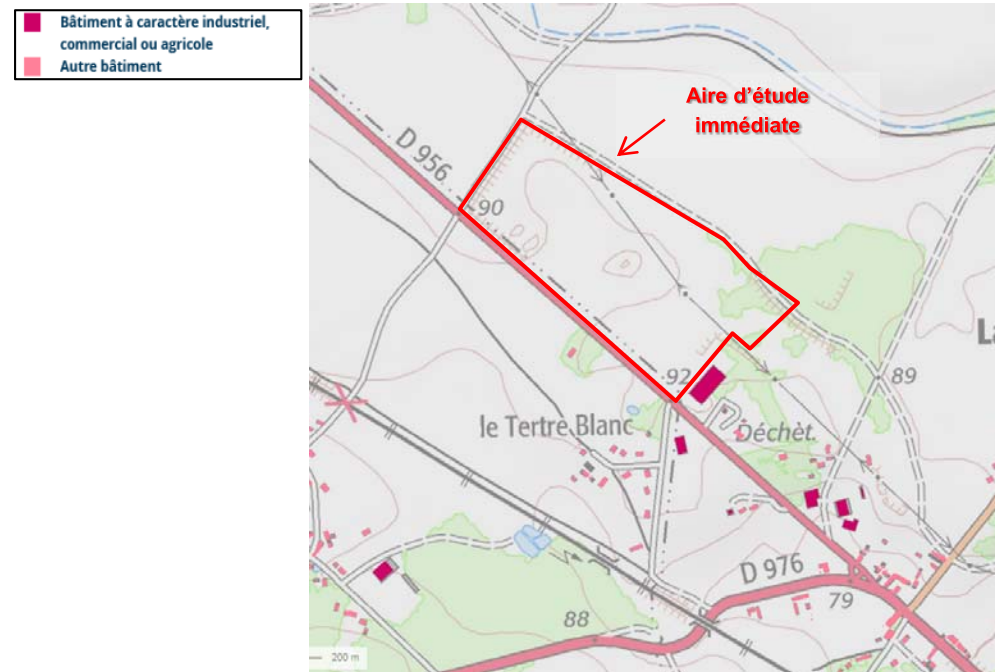 Bâtiment à caractère industriel,
commercial ou agricole
Autre bâtiment
Aire d'étude
immédiate
D 956
90
92
89
le Tertre Blanc
Déchèt.
D 976
79
88
200 m